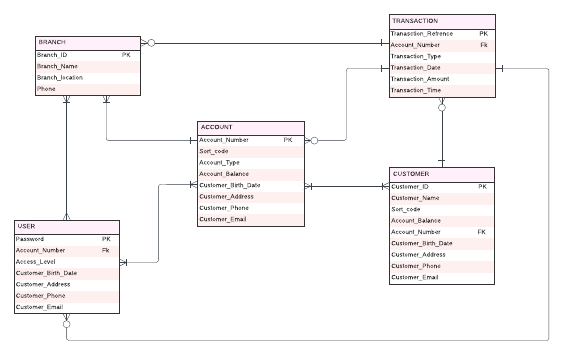 TRANSACTION
Transaction_Refrence PK
Account_Number Fk
Transaction_Type
Transaction_Date
Transaction_Amount
Transaction_Time
BRANCH
Branch_ID PK
Branch_Name
Branch_location
Phone
ACCOUNT
Account_Number PK
Sort_code
Account_Type
Account_Balance
Customer_Birth_Date
Customer_Address
Customer_Phone
Customer_Email
CUSTOMER
Customer_ID PK
Customer_Name
Sort_code
Account_Balance
Account_Number FK
Customer_Birth_Date
Customer_Address
Customer_Phone
Customer_Email
USER
Password PK
Account_Number Fk
Access_Level
Customer_Birth_Date
Customer_Address
Customer_Phone
Customer_Email